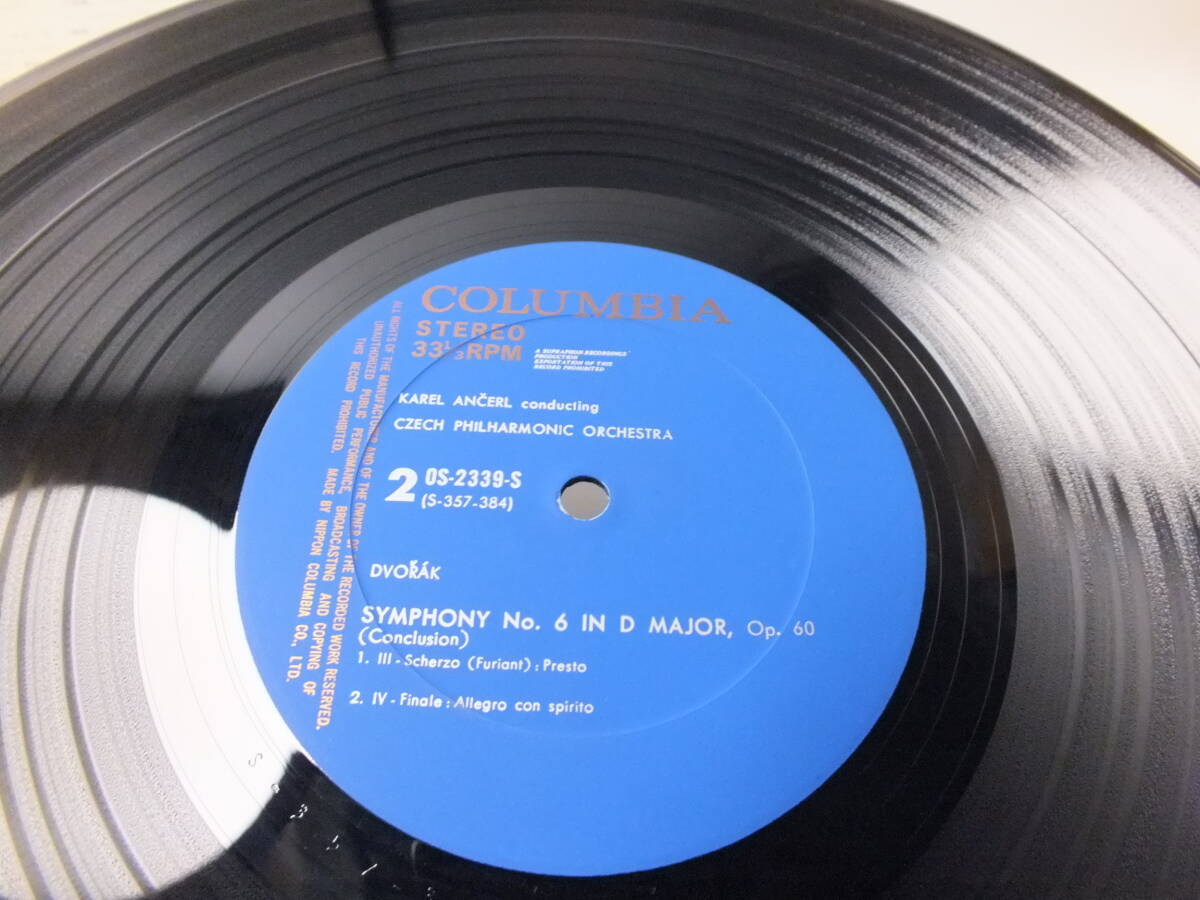 COLUMBIA
STEREO
33⅓RPM
A SUPRAPHON RECORDINGS'
PRODUCTION
EXPORTATION OF THIS
RECORD PROHIBITED
KAREL ANČERL conducting
CZECH PHILHARMONIC ORCHESTRA
2 OS-2339-S
(S-357-384)
DVOŘÁK
SYMPHONY No. 6 IN D MAJOR, Op. 60
(Conclusion)
1. III - Scherzo (Furiant) : Presto
2. IV - Finale : Allegro con spirito
ALL RIGHTS OF THE MANUFACTURER AND OF THE OWNER OF THE RECORDED WORK RESERVED.
UNAUTHORIZED PUBLIC PERFORMANCE, BROADCASTING AND COPYING OF
THIS RECORD PROHIBITED. MADE BY NIPPON COLUMBIA CO., LTD.